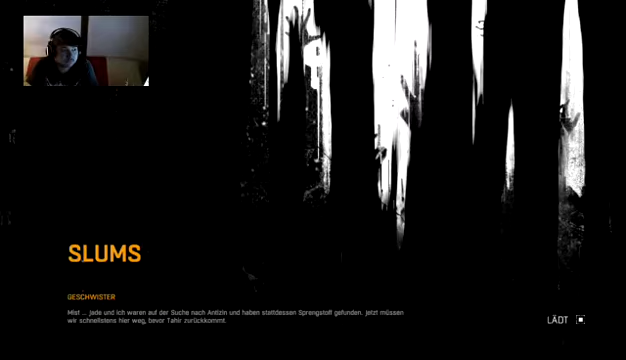 SLUMS
GESCHWISTER
Mist ... Jade und ich waren auf der Suche nach Antizin und haben stattdessen Sprengstoff gefunden. Jetzt müssen
wir schnellstens hier weg, bevor Tahir zurückkommt.
LÄDT